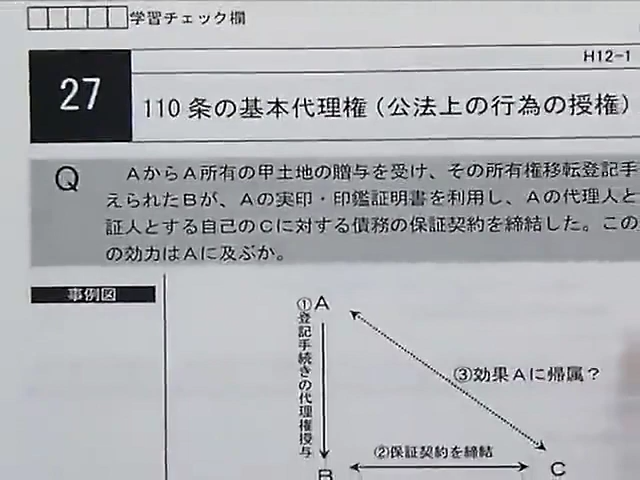 学習チェック欄
H12-1
27
110条の基本代理権（公法上の行為の授権）
Q
AからA所有の甲土地の贈与を受け、その所有権移転登記手
えられたBが、Aの実印・印鑑証明書を利用し、Aの代理人と
証人とする自己のCに対する債務の保証契約を締結した。この
の効力はAに及ぶか。
事例図
A
①登記手続きの代理権授与
③効果Aに帰属？
②保証契約を締結
B
C